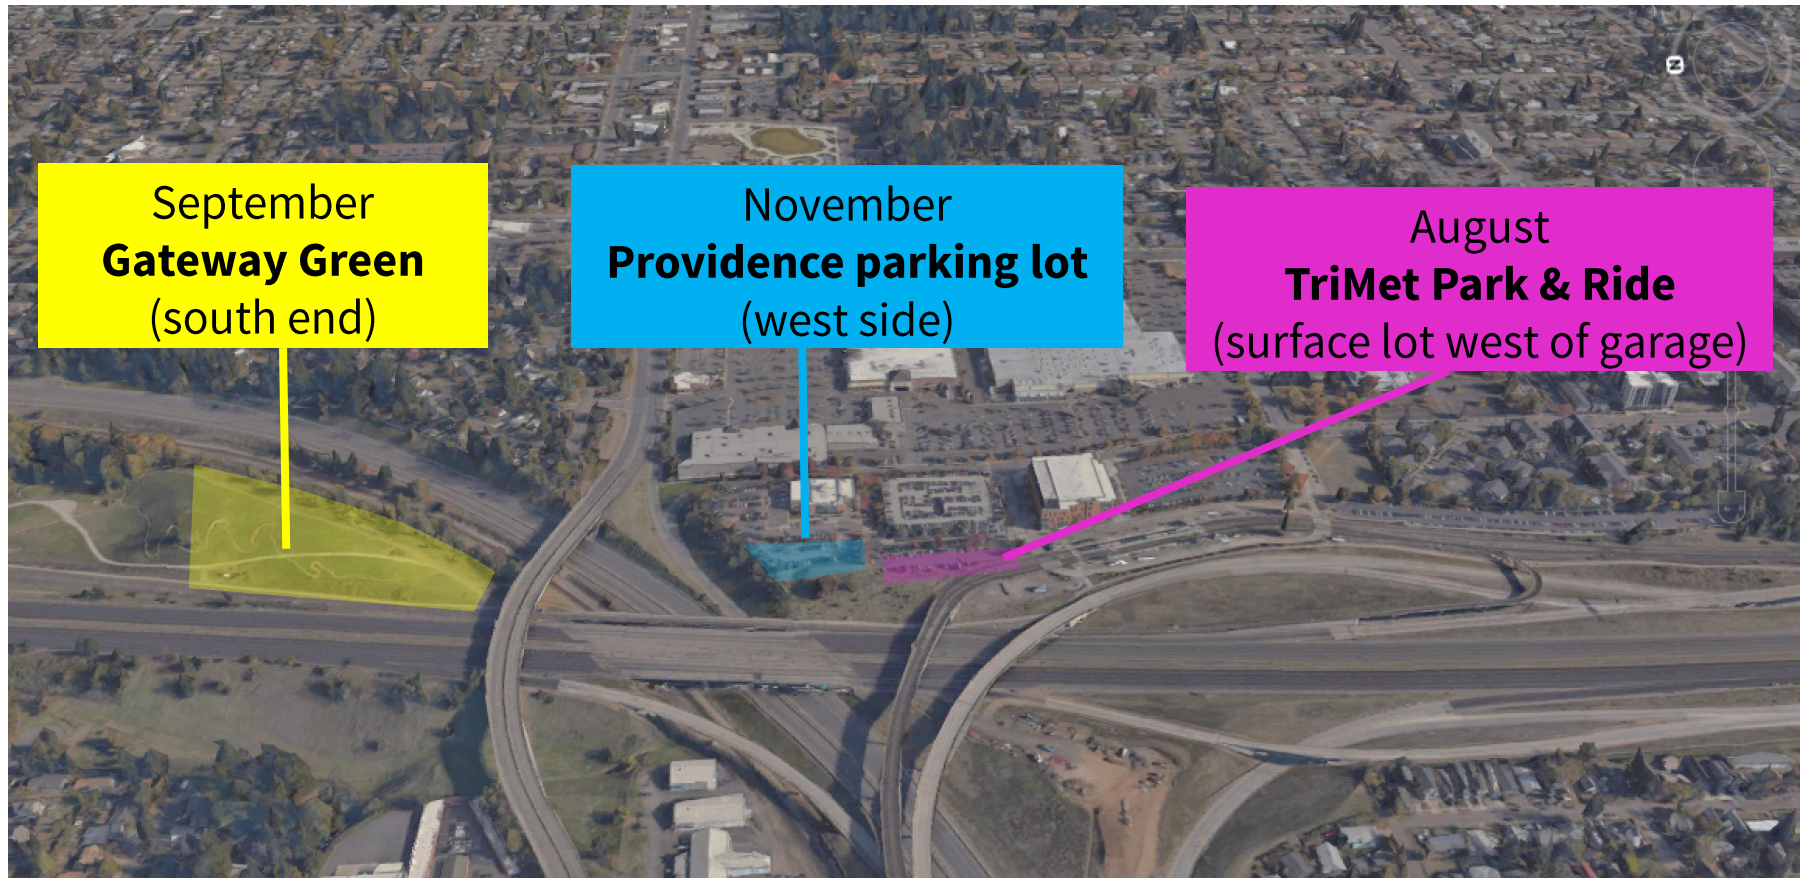 September
Gateway Green
(south end)
November
Providence parking lot
(west side)
August
TriMet Park & Ride
(surface lot west of garage)
N